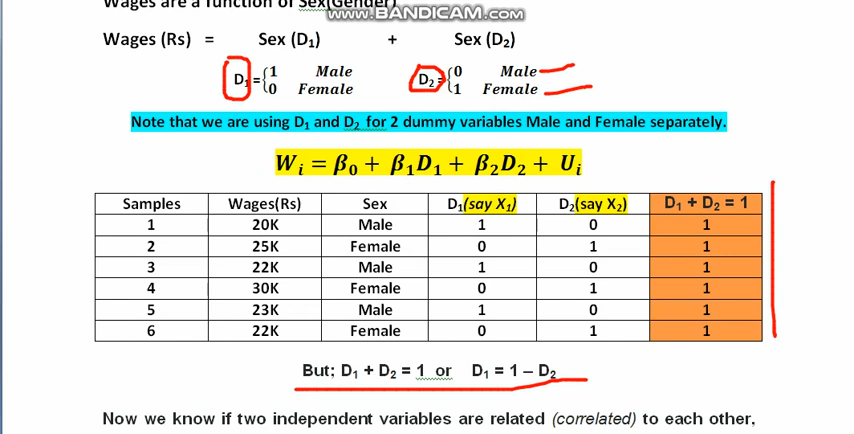 Wages are a function of Sex(Gender)
www.BANDICAM.com
Wages (Rs) = Sex (D₁) + Sex (D₂)
D₁ ={1 Male D₂ ={0 Male
0 Female 1 Female
Note that we are using D₁ and D₂ for 2 dummy variables Male and Female separately.
Wᵢ = β₀ + β₁D₁ + β₂D₂ + Uᵢ
Samples Wages(Rs) Sex D₁(say X₁) D₂(say X₂) D₁ + D₂ = 1
1 20K Male 1 0 1
2 25K Female 0 1 1
3 22K Male 1 0 1
4 30K Female 0 1 1
5 23K Male 1 0 1
6 22K Female 0 1 1
But; D₁ + D₂ = 1 or D₁ = 1 – D₂
Now we know if two independent variables are related (correlated) to each other,